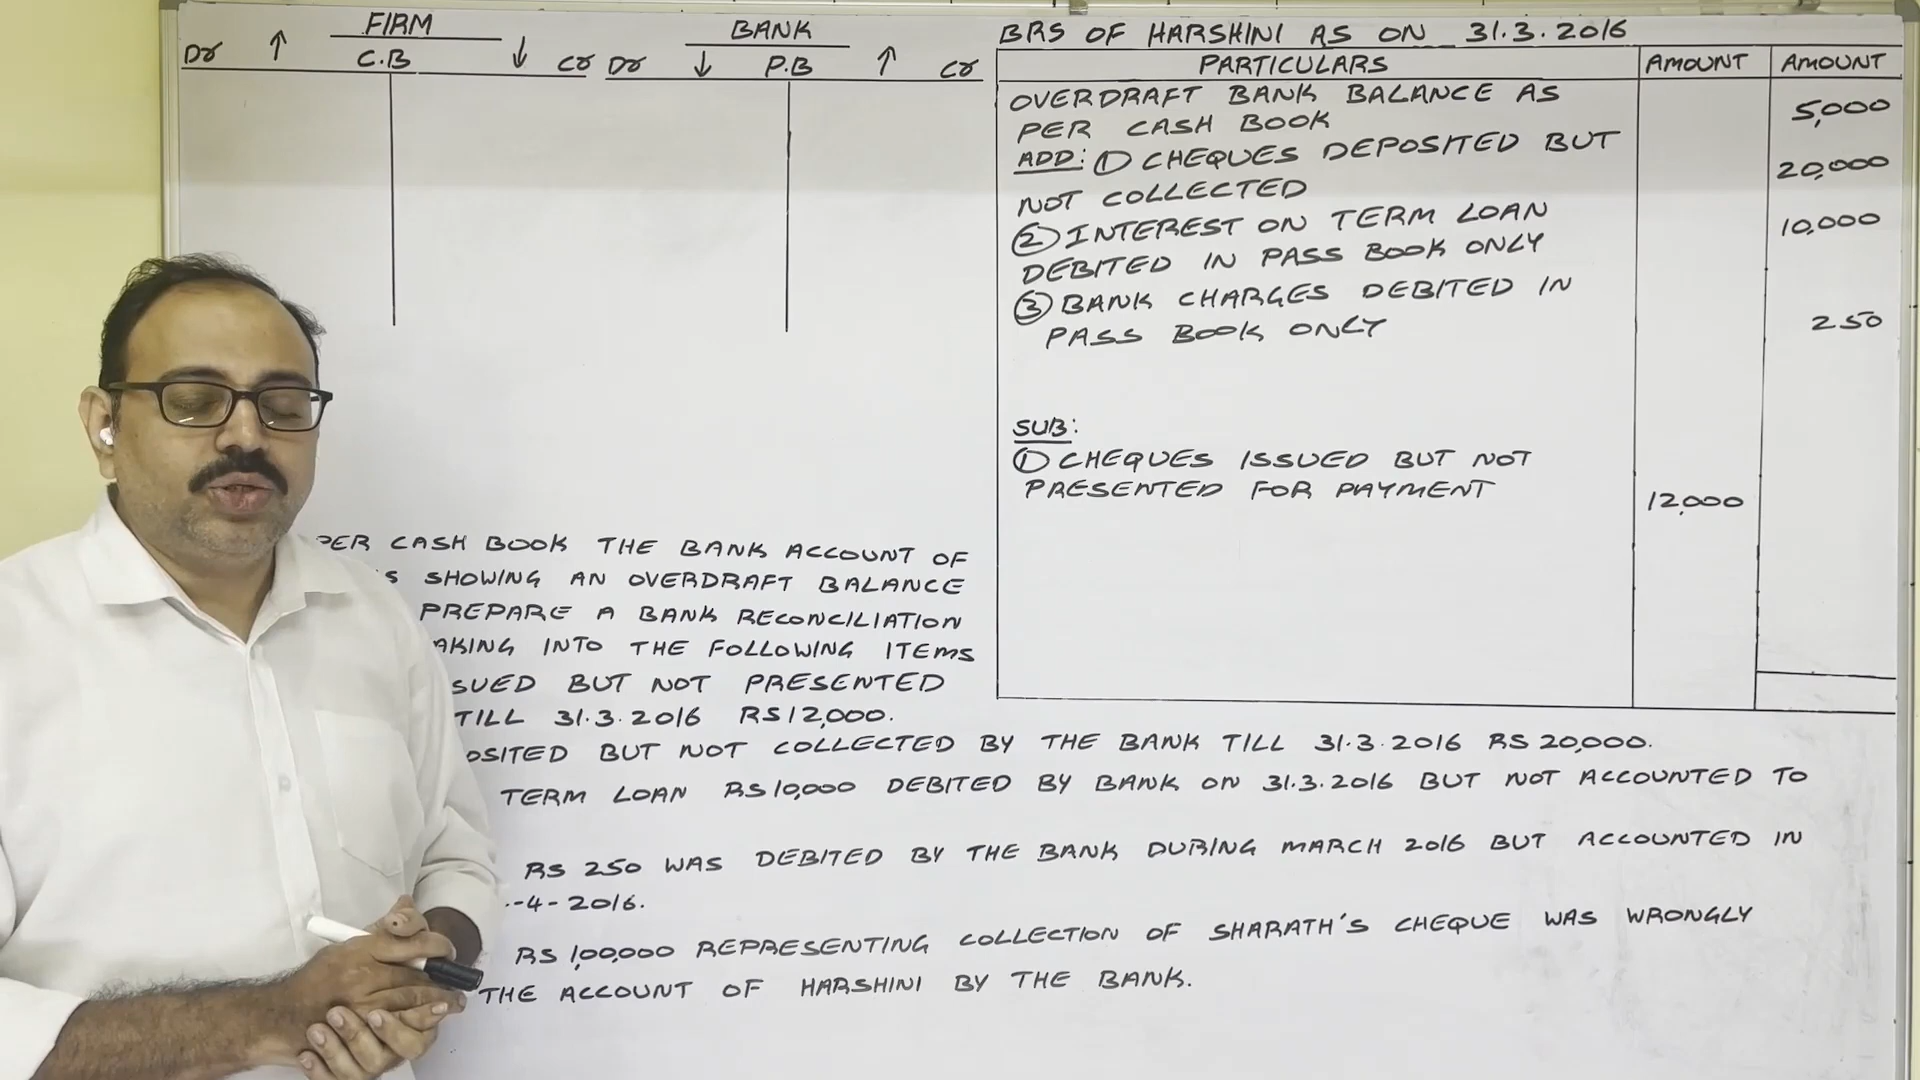 FIRM
Dr ↑ C.B ↓ Cr
BANK
Dr ↓ P.B ↑ Cr
BRS OF HARSHINI AS ON 31.3.2016
PARTICULARS AMOUNT AMOUNT
OVERDRAFT BANK BALANCE AS
PER CASH BOOK 5,000
ADD: ① CHEQUES DEPOSITED BUT
NOT COLLECTED 20,000
② INTEREST ON TERM LOAN
DEBITED IN PASS BOOK ONLY 10,000
③ BANK CHARGES DEBITED IN
PASS BOOK ONLY 250
SUB:
① CHEQUES ISSUED BUT NOT
PRESENTED FOR PAYMENT 12,000
PER CASH BOOK THE BANK ACCOUNT OF
SHOWING AN OVERDRAFT BALANCE
PREPARE A BANK RECONCILIATION
AKING INTO THE FOLLOWING ITEMS
SUED BUT NOT PRESENTED
TILL 31.3.2016 RS12,000.
OSITED BUT NOT COLLECTED BY THE BANK TILL 31.3.2016 RS 20,000.
TERM LOAN RS10,000 DEBITED BY BANK ON 31.3.2016 BUT NOT ACCOUNTED TO
RS 250 WAS DEBITED BY THE BANK DURING MARCH 2016 BUT ACCOUNTED IN
-4-2016.
RS 1,00,000 REPRESENTING COLLECTION OF SHARATH'S CHEQUE WAS WRONGLY
THE ACCOUNT OF HARSHINI BY THE BANK.